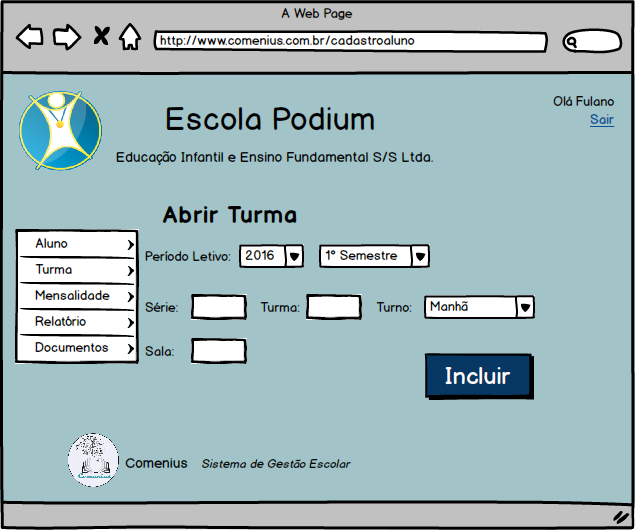 A Web Page
http://www.comenius.com.br/cadastroaluno
Olá Fulano
Sair
Escola Podium
Educação Infantil e Ensino Fundamental S/S Ltda.
Abrir Turma
Aluno
Turma
Mensalidade
Relatório
Documentos
Período Letivo: 2016 1º Semestre
Série: Turma: Turno: Manhã
Sala:
Incluir
Comenius
Comenius Sistema de Gestão Escolar